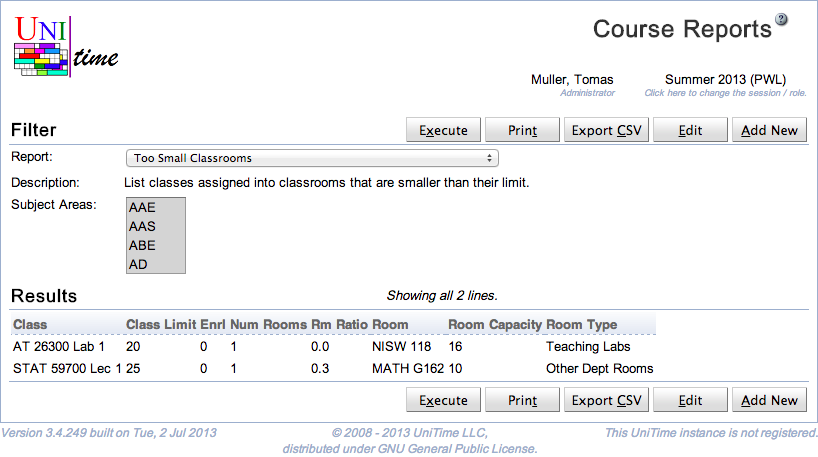 UNI
time
Course Reports ?
Muller, Tomas Summer 2013 (PWL)
Administrator Click here to change the session / role.
Filter Execute Print Export CSV Edit Add New
Report: Too Small Classrooms
Description: List classes assigned into classrooms that are smaller than their limit.
Subject Areas: AAE
AAS
ABE
AD
Results Showing all 2 lines.
Class Class Limit Enrl Num Rooms Rm Ratio Room Room Capacity Room Type
AT 26300 Lab 1 20 0 1 0.0 NISW 118 16 Teaching Labs
STAT 59700 Lec 1 25 0 1 0.3 MATH G162 10 Other Dept Rooms
Execute Print Export CSV Edit Add New
Version 3.4.249 built on Tue, 2 Jul 2013 © 2008 - 2013 UniTime LLC, This UniTime instance is not registered.
distributed under GNU General Public License.